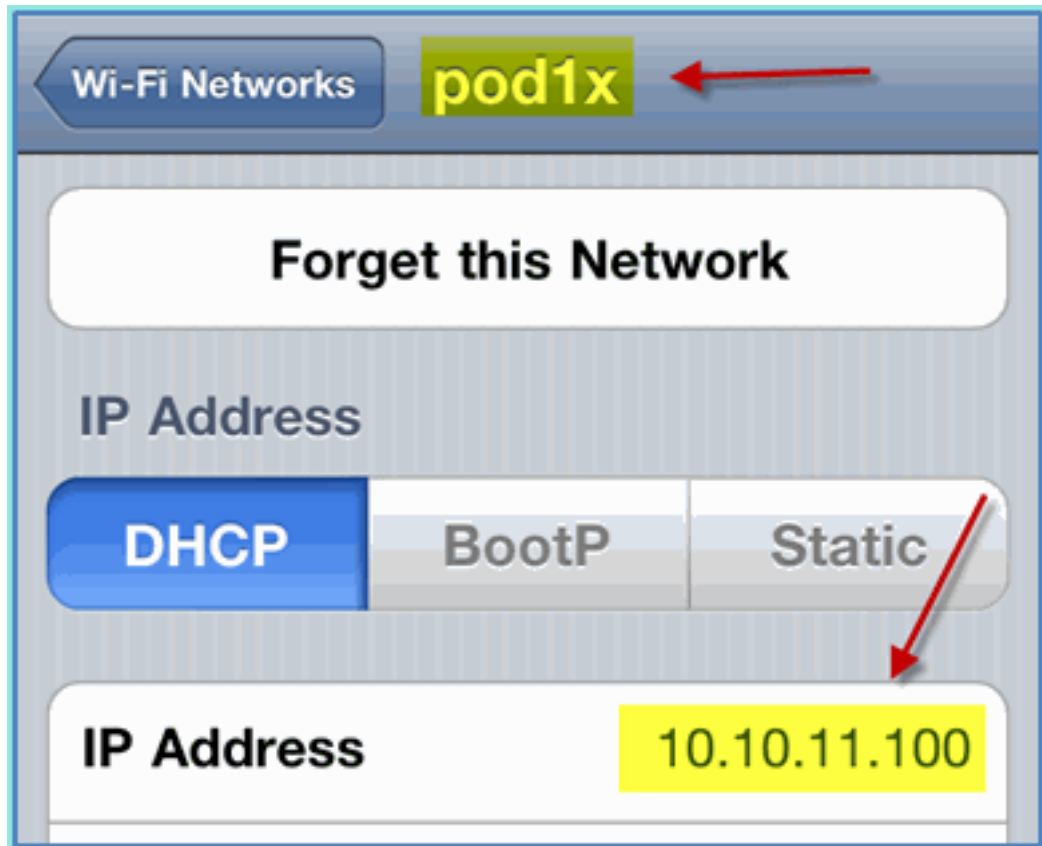 Wi-Fi Networks pod1x
Forget this Network
IP Address
DHCP BootP Static
IP Address 10.10.11.100